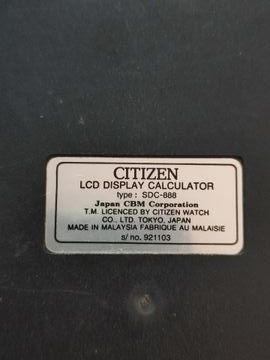 CITIZEN
LCD DISPLAY CALCULATOR
type : SDC-888
Japan CBM Corporation
T.M. LICENCED BY CITIZEN WATCH
CO., LTD. TOKYO, JAPAN
MADE IN MALAYSIA FABRIQUE AU MALAISIE
s/no. 921103